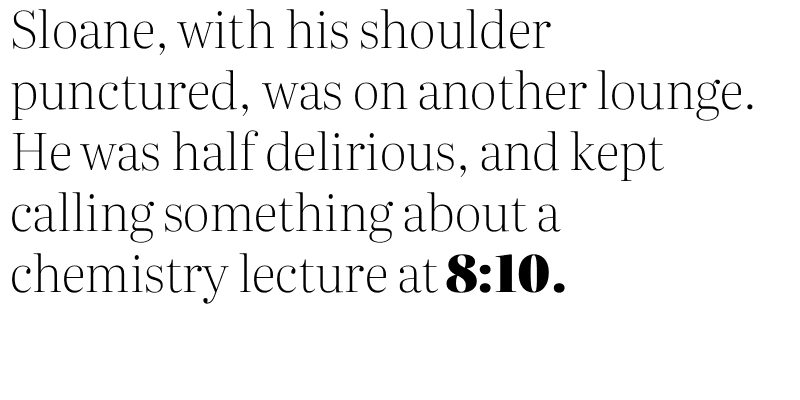 Sloane, with his shoulder
punctured, was on another lounge.
He was half delirious, and kept
calling something about a
chemistry lecture at 8:10.